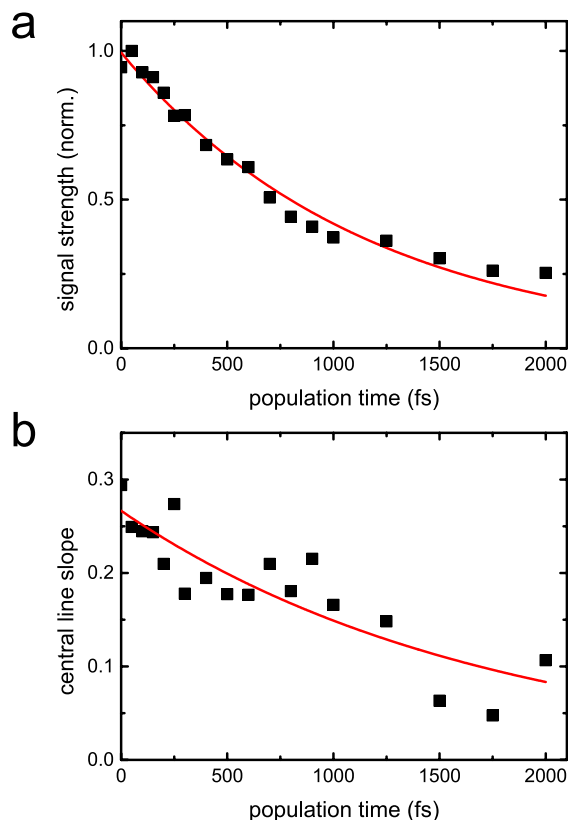 a
1.0
0.5
0.0
signal strength (norm.)
0 500 1000 1500 2000
population time (fs)
b
0.3
0.2
0.1
0.0
central line slope
0 500 1000 1500 2000
population time (fs)